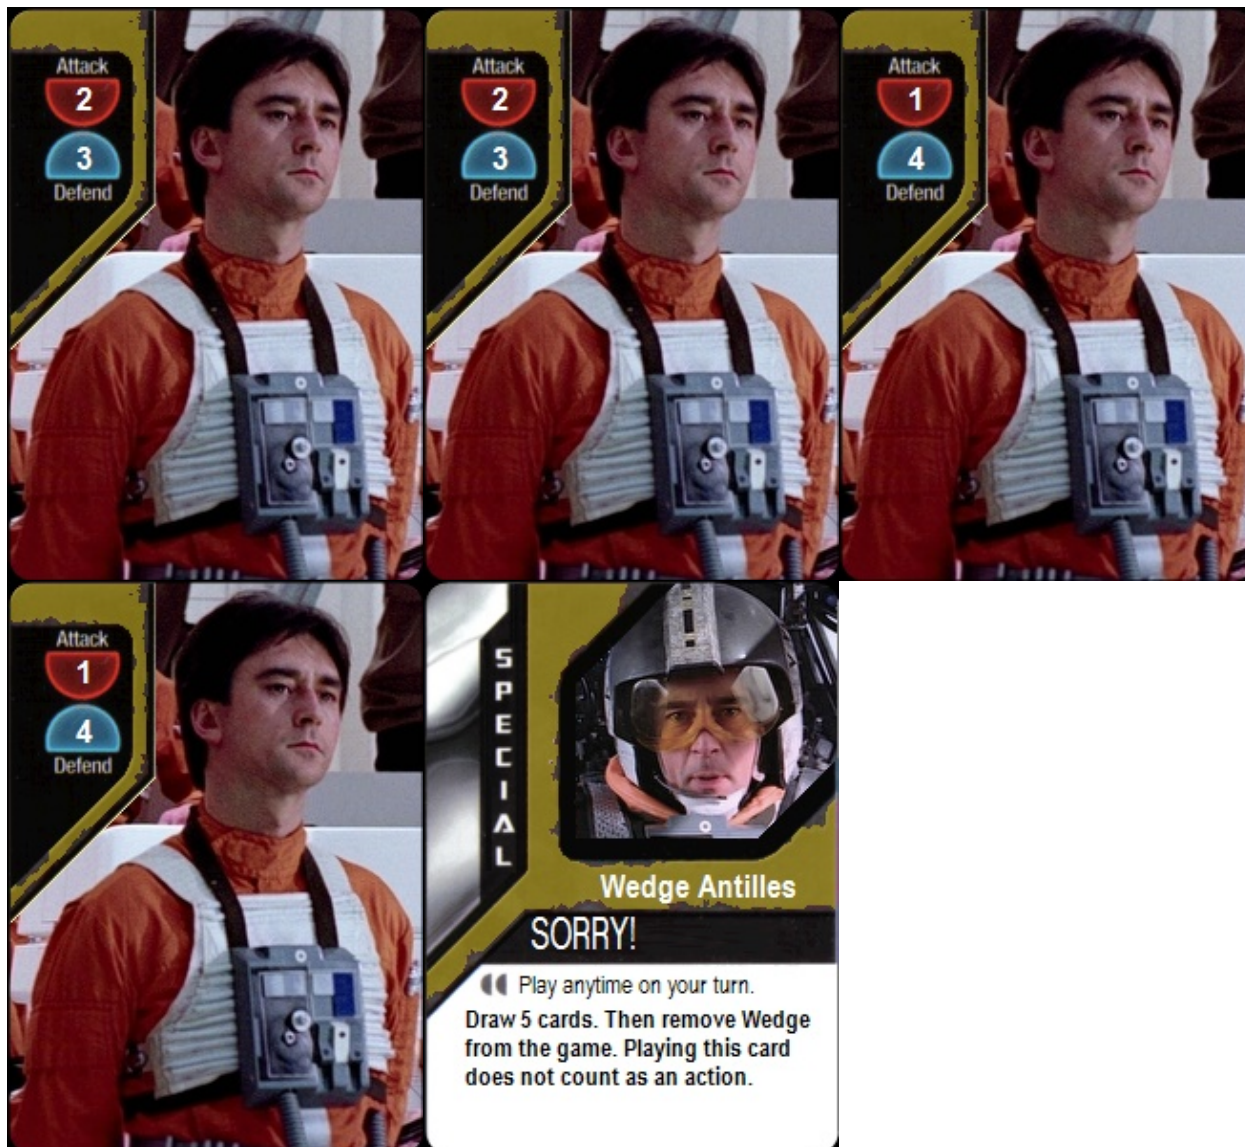 Attack
2
3
Defend
Attack
2
3
Defend
Attack
1
4
Defend
Attack
1
4
Defend
SPECIAL
Wedge Antilles
SORRY!
Play anytime on your turn.
Draw 5 cards. Then remove Wedge
from the game. Playing this card
does not count as an action.